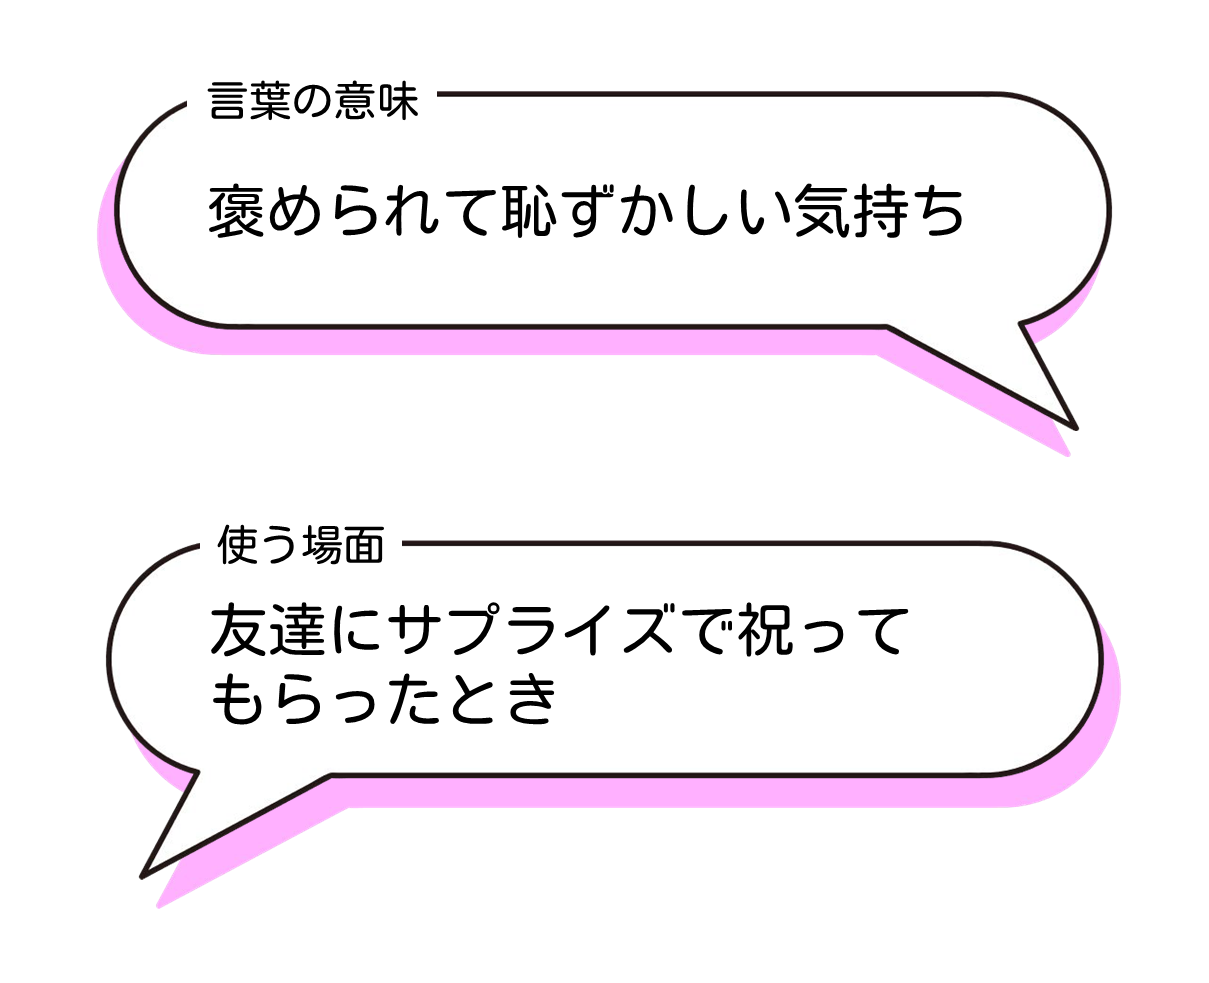 言葉の意味
褒められて恥ずかしい気持ち
使う場面
友達にサプライズで祝って
もらったとき